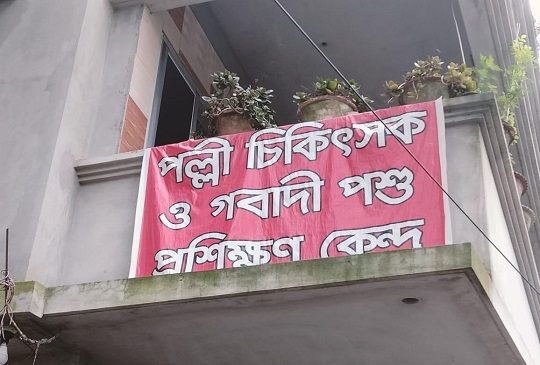 পল্লী চিকিৎসক
ও গবাদী পশু
প্রশিক্ষণ কেন্দ্র